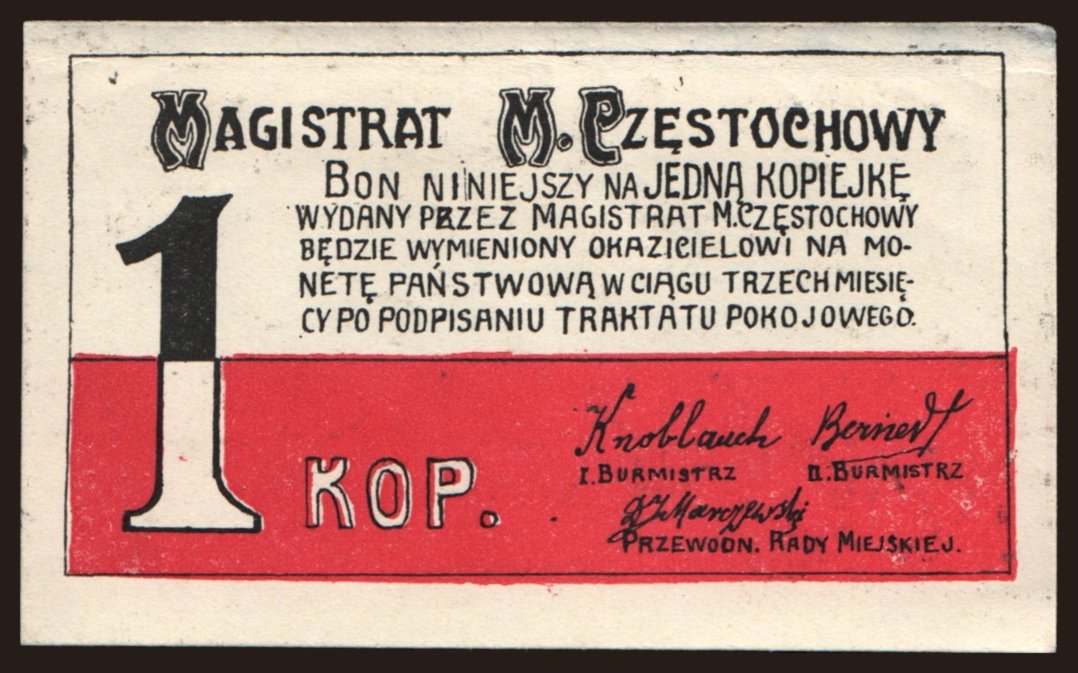 MAGISTRAT M. CZĘSTOCHOWY
BON NINIEJSZY NA JEDNĄ KOPIEJKĘ
WYDANY PRZEZ MAGISTRAT M. CZĘSTOCHOWY
BĘDZIE WYMIENIONY OKAZICIELOWI NA MO-
NETĘ PAŃSTWOWĄ W CIĄGU TRZECH MIESIĘ-
CY PO PODPISANIU TRAKTATU POKOJOWEGO.
1 KOP.
Knoblauch
I. BURMISTRZ
II. BURMISTRZ
Marczewski
PRZEWODN. RADY MIEJSKIEJ.